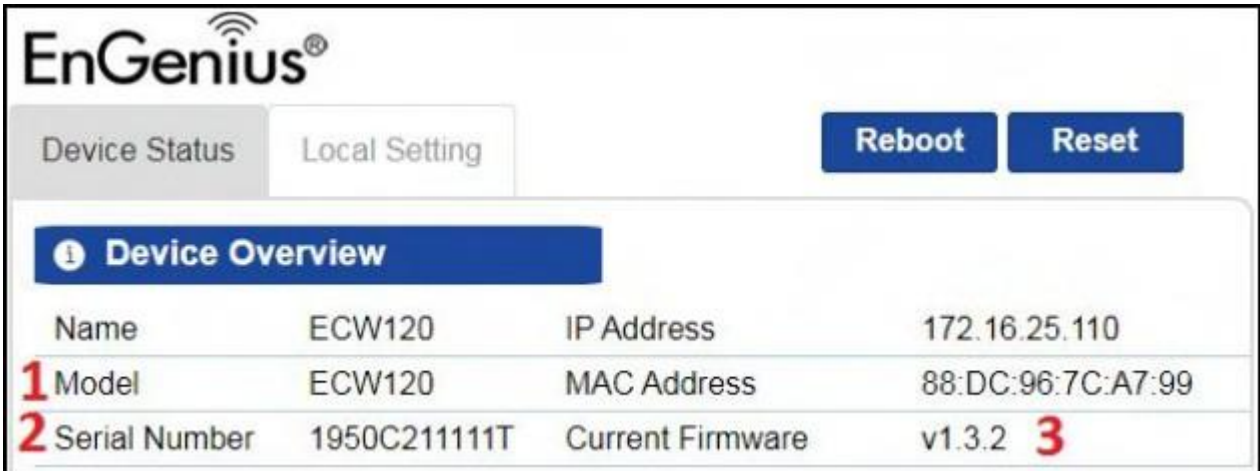 EnGenius®
Device Status Local Setting Reboot Reset
Device Overview
Name ECW120 IP Address 172.16.25.110
1 Model ECW120 MAC Address 88:DC:96:7C:A7:99
2 Serial Number 1950C211111T Current Firmware v1.3.2 3